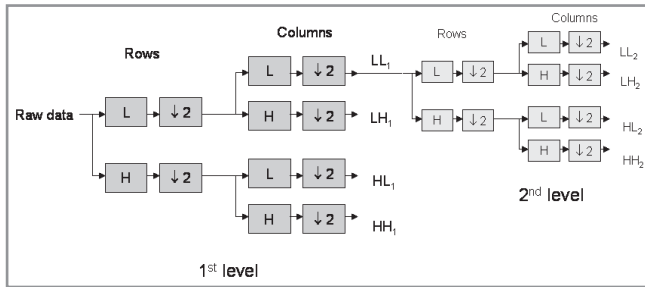 Rows
Columns
Rows
Columns
Raw data
L ↓2
L ↓2
LL1
H ↓2
LH1
H ↓2
L ↓2
HL1
H ↓2
HH1
L ↓2
L ↓2
LL2
H ↓2
LH2
H ↓2
L ↓2
HL2
H ↓2
HH2
1st level
2nd level